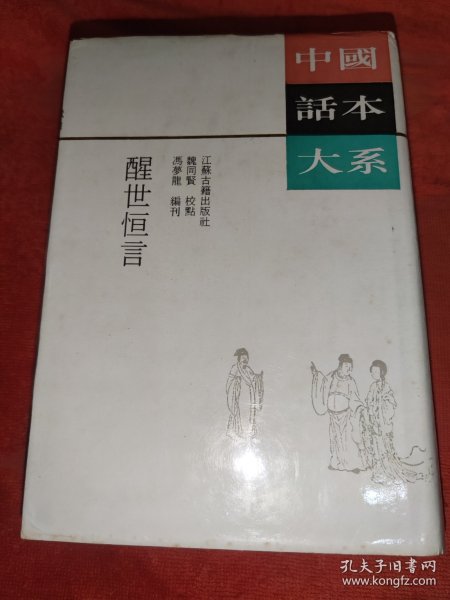 中國
話本
大系
江蘇古籍出版社
魏同賢 校點
馮夢龍 編刊
醒世恒言
孔夫子旧书网
www.kongfz.com